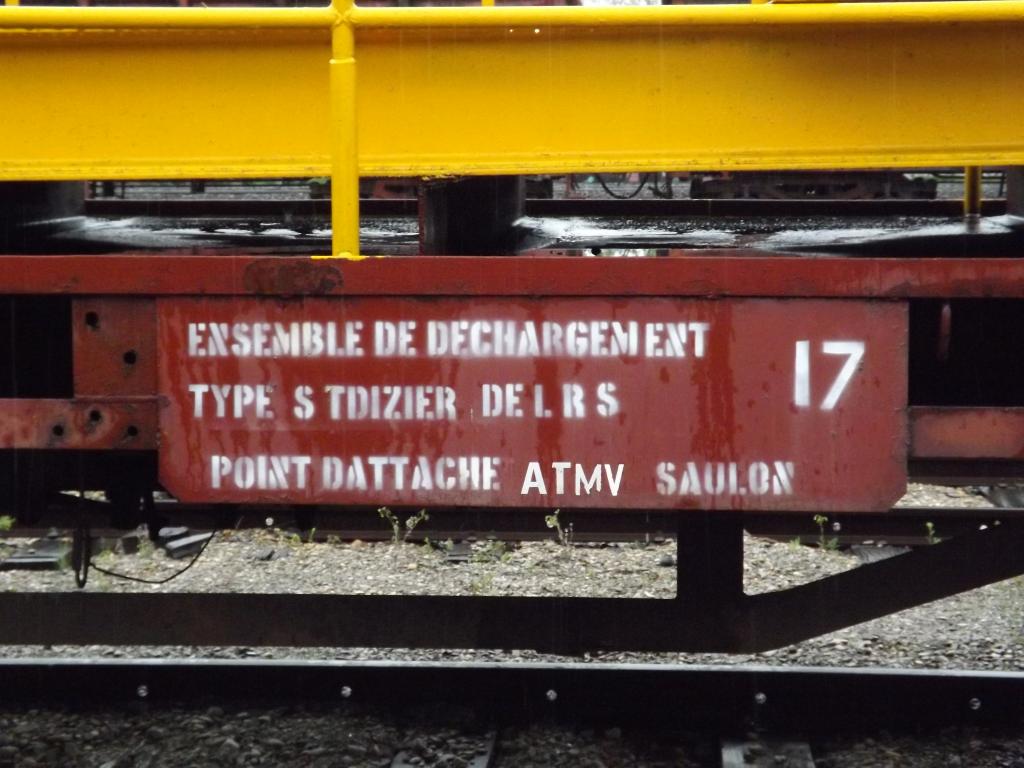 ENSEMBLE DE DECHARGEMENT
17
TYPE S TDIZIER DE L R S
POINT DATTACHE ATMV SAULON